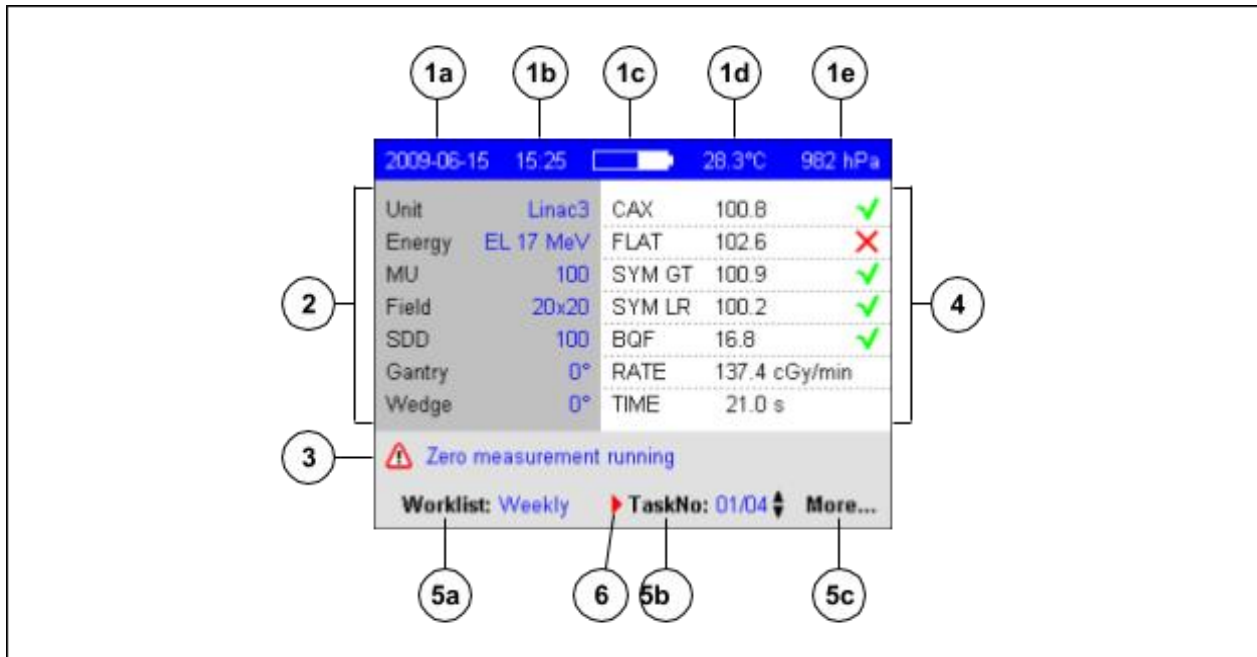 1a 1b 1c 1d 1e
2009-06-15 15:25 28.3°C 982 hPa
Unit Linac3 CAX 100.8
Energy EL 17 MeV FLAT 102.6
MU 100 SYM GT 100.9
2 Field 20x20 SYM LR 100.2 4
SDD 100 BQF 16.8
Gantry 0° RATE 137.4 cGy/min
Wedge 0° TIME 21.0 s
3 Zero measurement running
Worklist: Weekly TaskNo: 01/04 More...
5a 6 5b 5c